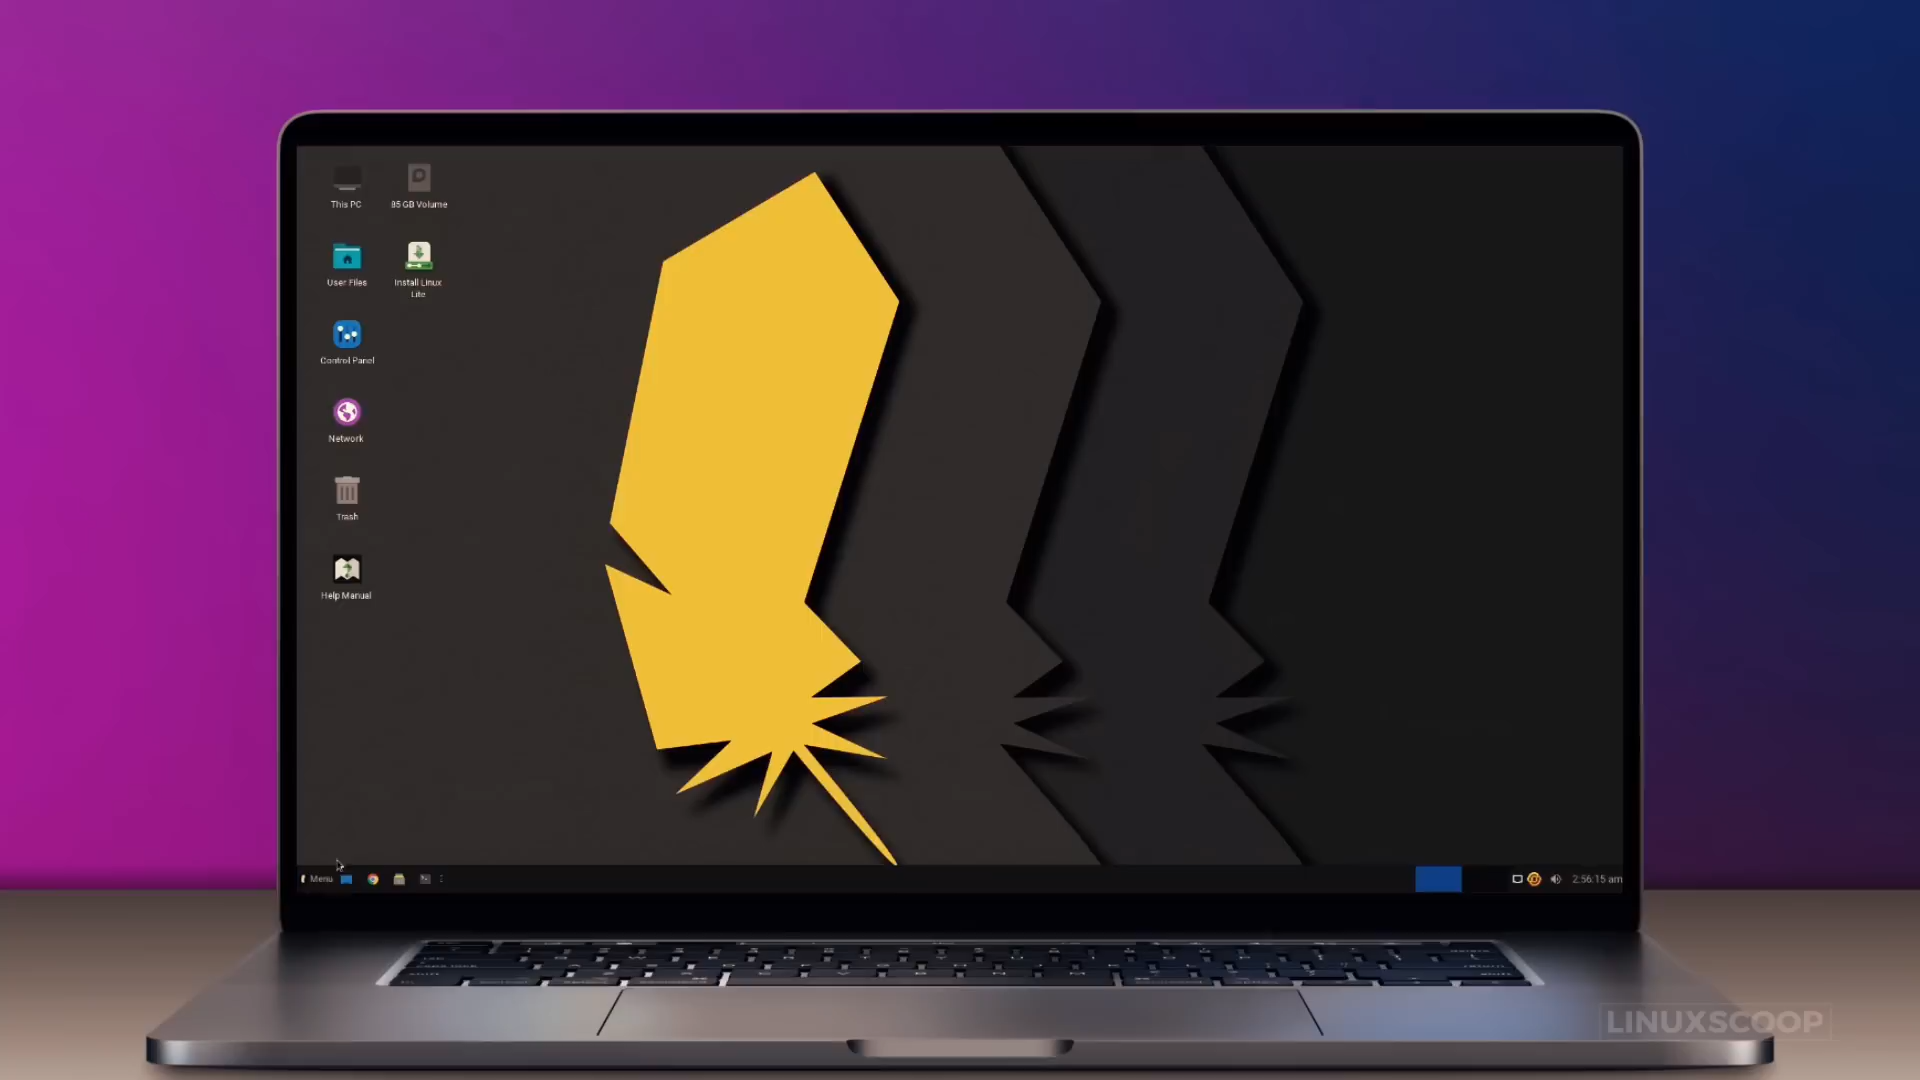 This PC
85 GB Volume
User Files
Install Linux
Lite
Control Panel
Network
Trash
Help Manual
Menu
2:56:15 am
LINUXSCOOP